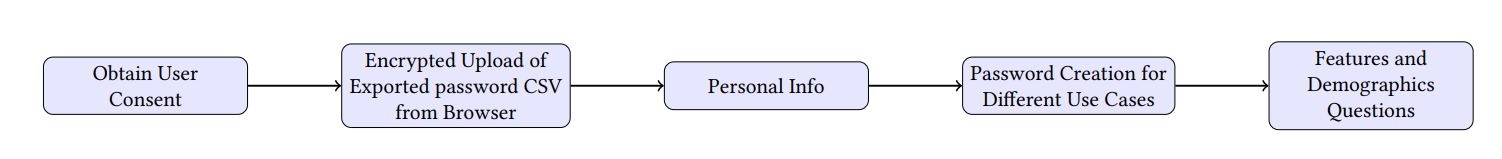 Obtain User
Consent
Encrypted Upload of
Exported password CSV
from Browser
Personal Info
Password Creation for
Different Use Cases
Features and
Demographics
Questions